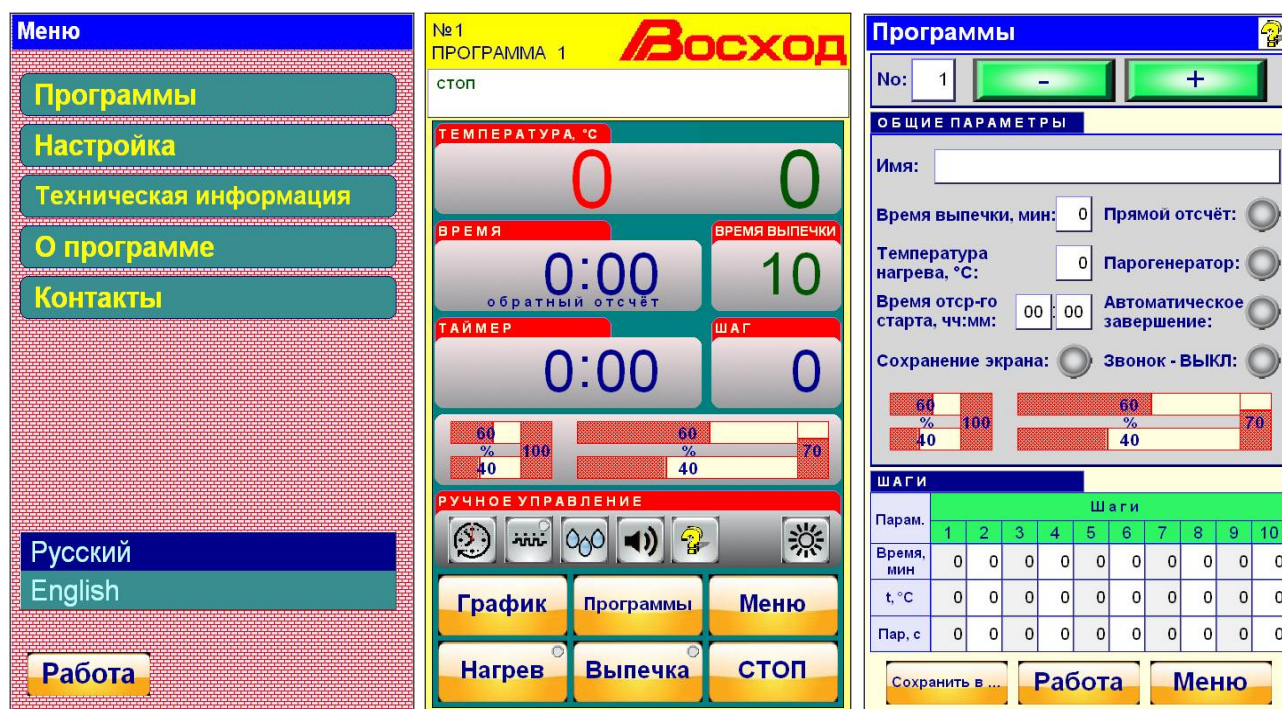 Меню
Программы
Настройка
Техническая информация
О программе
Контакты
Русский
English
Работа
№1
ПРОГРАММА 1
Восход
стоп
ТЕМПЕРАТУРА, °С
0 0
ВРЕМЯ
0:00
обратный отсчёт
ВРЕМЯ ВЫПЕЧКИ
10
ТАЙМЕР
0:00
ШАГ
0
60 60
% 100 % 70
40 40
РУЧНОЕ УПРАВЛЕНИЕ
График Программы Меню
Нагрев Выпечка СТОП
Программы
No: 1 - +
ОБЩИЕ ПАРАМЕТРЫ
Имя:
Время выпечки, мин: 0 Прямой отсчёт:
Температура
нагрева, °С: 0 Парогенератор:
Время отср-го
старта, чч:мм: 00 : 00 Автоматическое
завершение:
Сохранение экрана: Звонок - ВЫКЛ:
60 60
% 100 % 70
40 40
ШАГИ
Парам. Шаги
1 2 3 4 5 6 7 8 9 10
Время,
мин 0 0 0 0 0 0 0 0 0 0
t, °С 0 0 0 0 0 0 0 0 0 0
Пар, с 0 0 0 0 0 0 0 0 0 0
Сохранить в ... Работа Меню